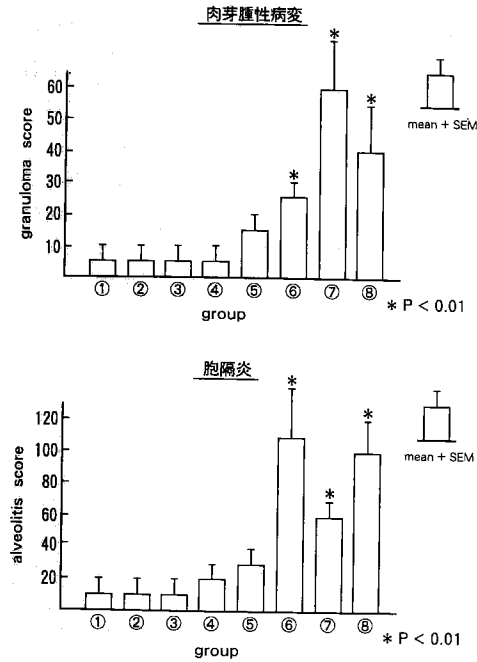 肉芽腫性病変
granuloma score
60
50
40
30
20
10
* * *
mean + SEM
① ② ③ ④ ⑤ ⑥ ⑦ ⑧
group
* P < 0.01
胞隔炎
alveolitis score
120
100
80
60
40
20
* * *
mean + SEM
① ② ③ ④ ⑤ ⑥ ⑦ ⑧
group
* P < 0.01